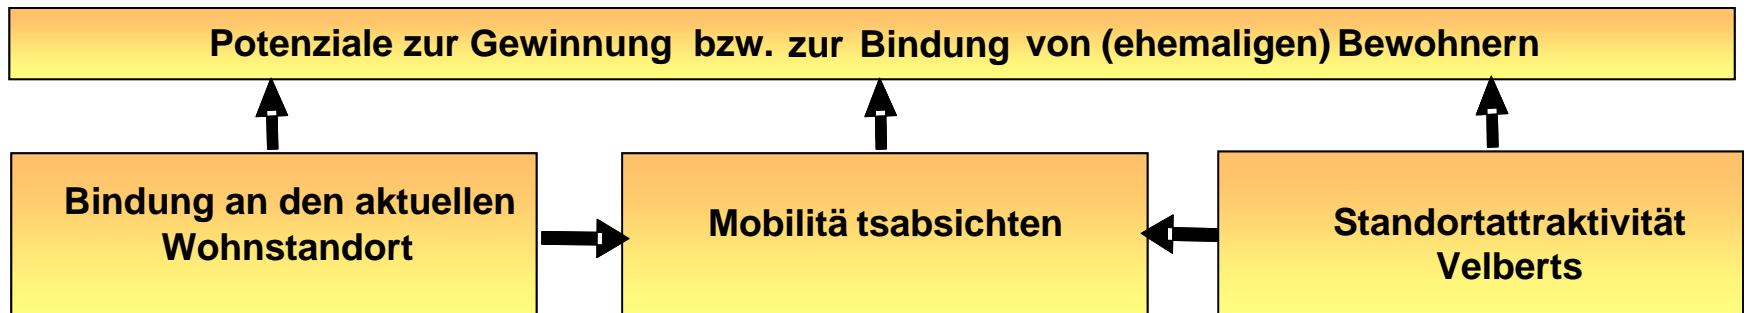 Potenziale zur Gewinnung bzw. zur Bindung von (ehemaligen) Bewohnern
Bindung an den aktuellen
Wohnstandort
Mobilitä tsabsichten
Standortattraktivität
Velberts